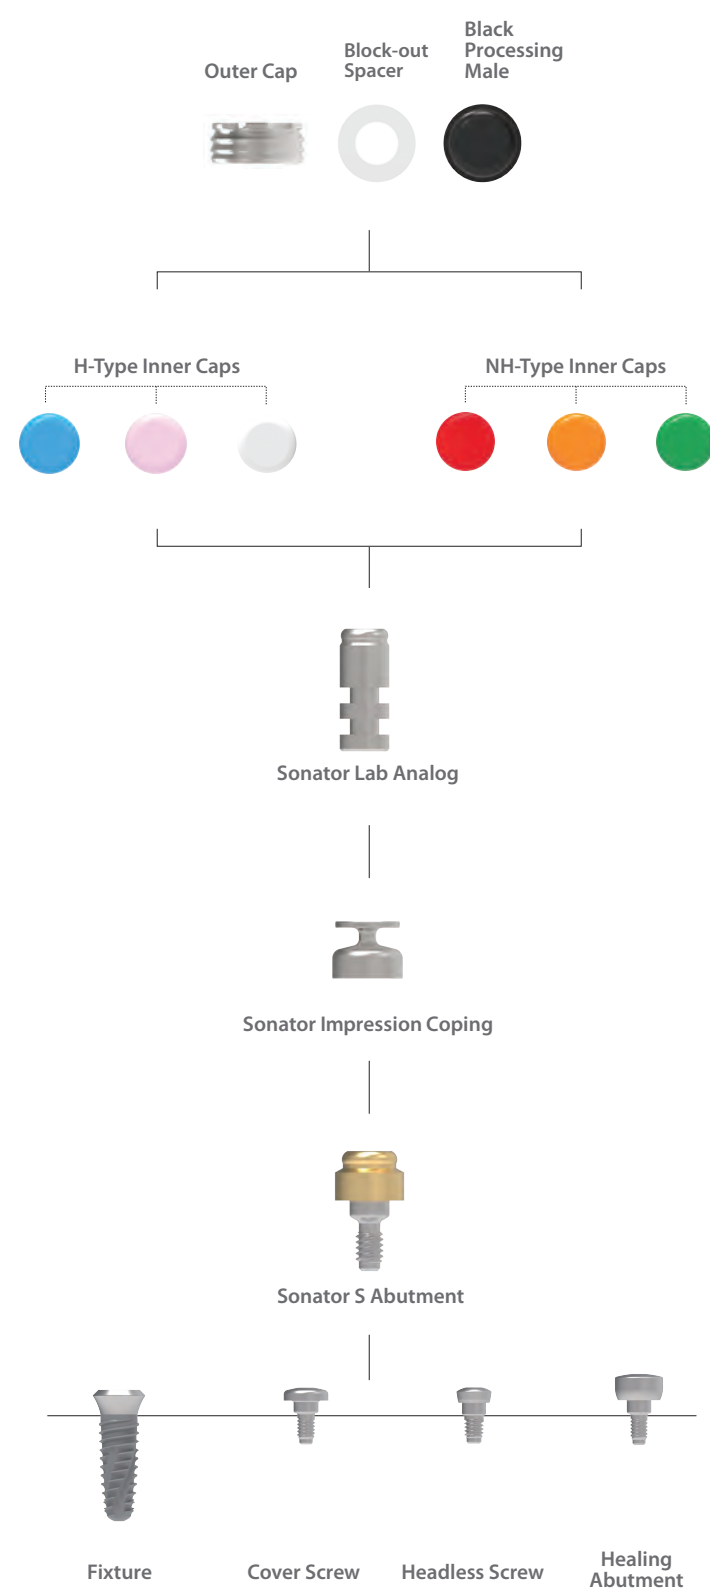 Outer Cap
Block-out
Spacer
Black
Processing
Male
H-Type Inner Caps
NH-Type Inner Caps
Sonator Lab Analog
Sonator Impression Coping
Sonator S Abutment
Fixture
Cover Screw
Headless Screw
Healing
Abutment